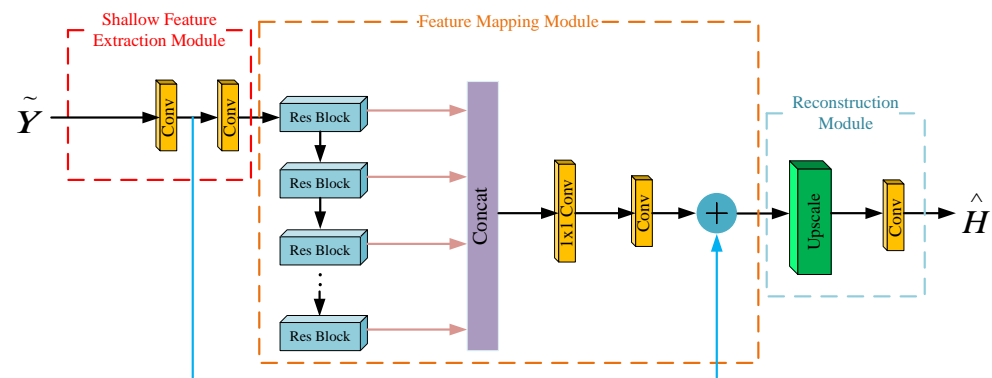 Shallow Feature
Extraction Module
Feature Mapping Module
Reconstruction
Module
Ỹ
Conv
Conv
Res Block
Res Block
Res Block
Res Block
Concat
1x1 Conv
Conv
+
Upscale
Conv
Ĥ